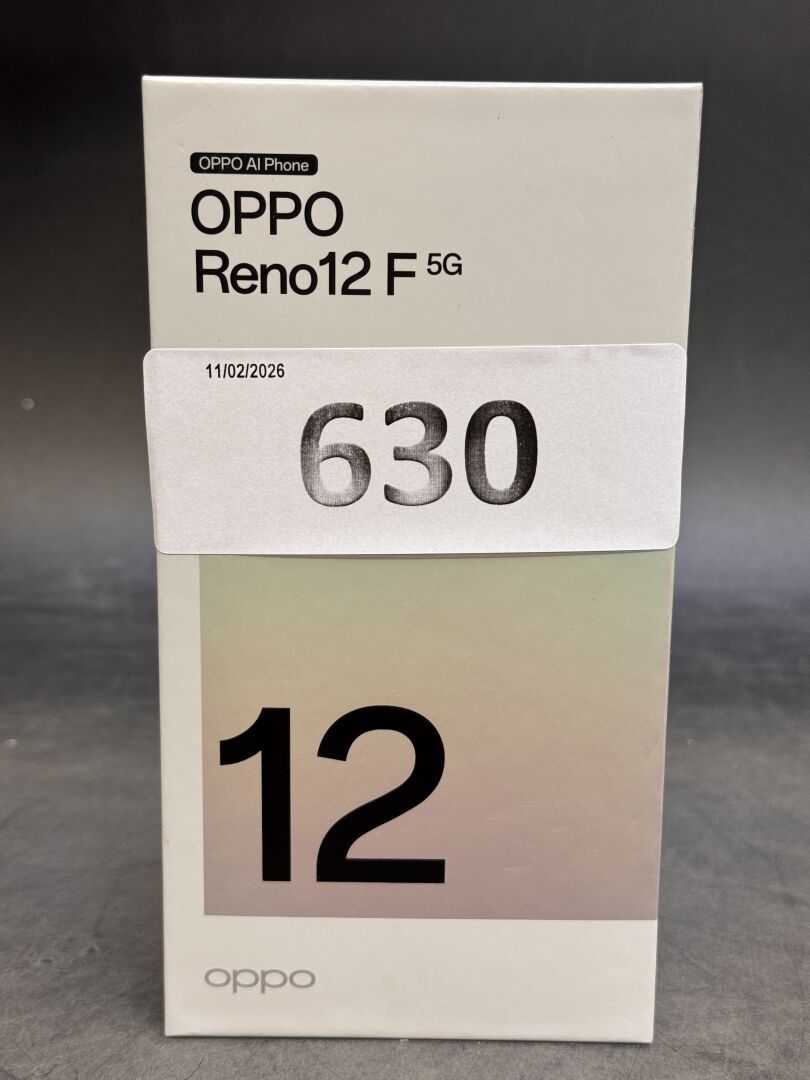 OPPO AI Phone
OPPO
Reno12 F 5G
11/02/2026
630
12
oppo